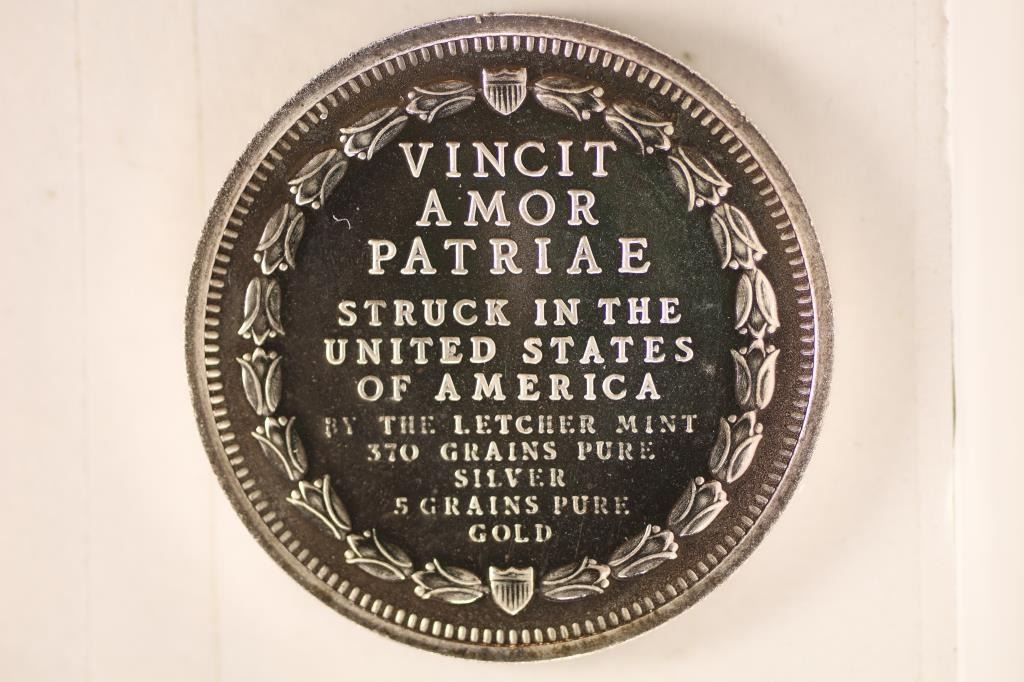 VINCIT
AMOR
PATRIAE
STRUCK IN THE
UNITED STATES
OF AMERICA
BY THE LETCHER MINT
370 GRAINS PURE
SILVER
5 GRAINS PURE
GOLD